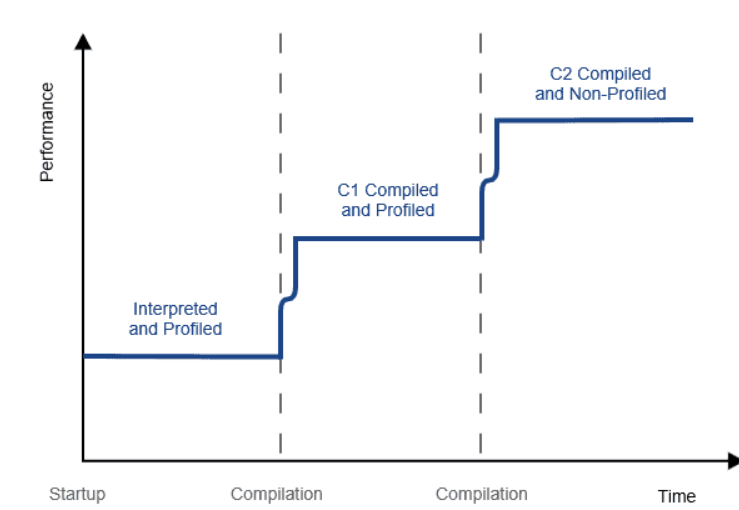 C2 Compiled
and Non-Profiled
Performance
C1 Compiled
and Profiled
Interpreted
and Profiled
Startup
Compilation
Compilation
Time